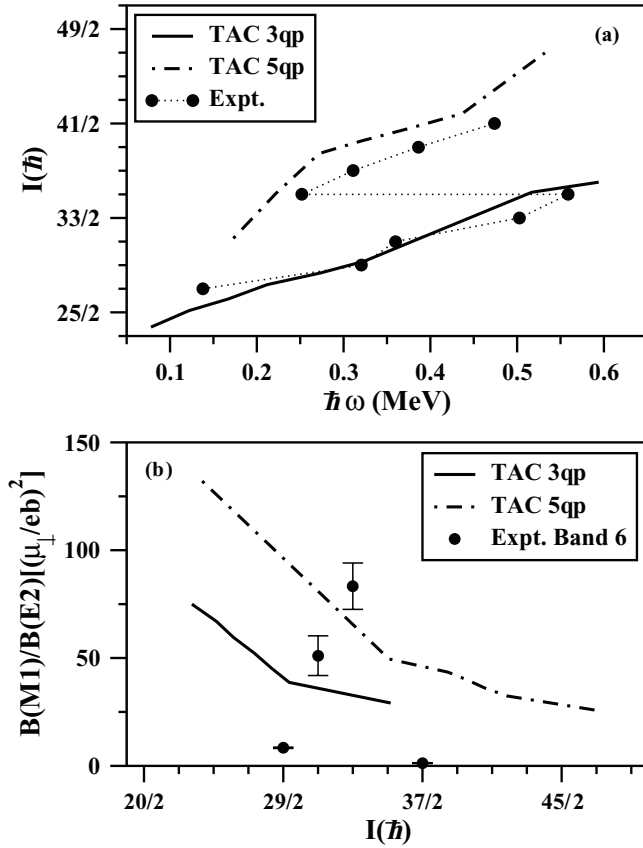 49/2
41/2
33/2
25/2
I(ħ)
TAC 3qp
TAC 5qp
Expt.
(a)
0.1 0.2 0.3 0.4 0.5 0.6
ħ ω (MeV)
150
100
50
0
B(M1)/B(E2)[(μ⊥/eb)²]
(b)
TAC 3qp
TAC 5qp
Expt. Band 6
20/2 29/2 37/2 45/2
I(ħ)